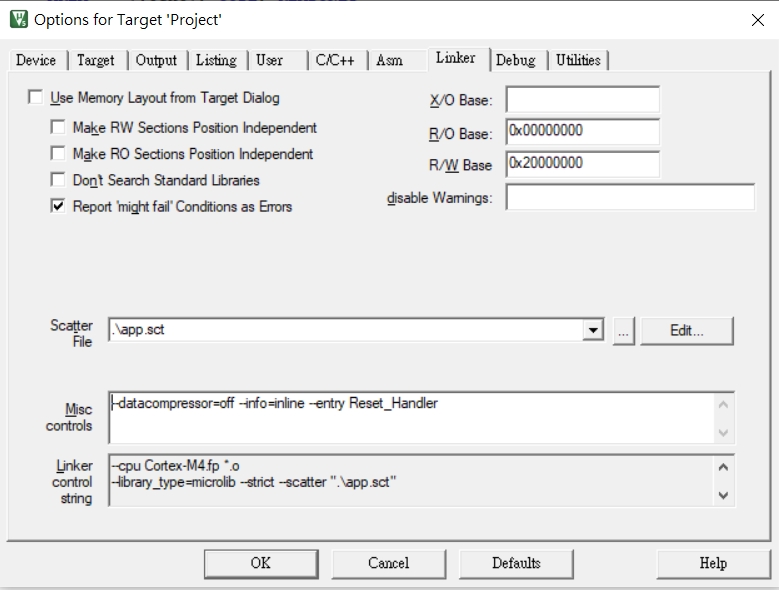 Options for Target 'Project'
Device
Target
Output
Listing
User
C/C++
Asm
Linker
Debug
Utilities
Use Memory Layout from Target Dialog
Make RW Sections Position Independent
Make RO Sections Position Independent
Don't Search Standard Libraries
Report 'might fail' Conditions as Errors
X/O Base:
R/O Base:
0x00000000
R/W Base
0x20000000
disable Warnings:
Scatter
File
.\app.sct
...
Edit...
Misc
controls
--datacompressor=off --info=inline --entry Reset_Handler
Linker
control
string
--cpu Cortex-M4.fp *.o
--library_type=microlib --strict --scatter ".\app.sct"
OK
Cancel
Defaults
Help